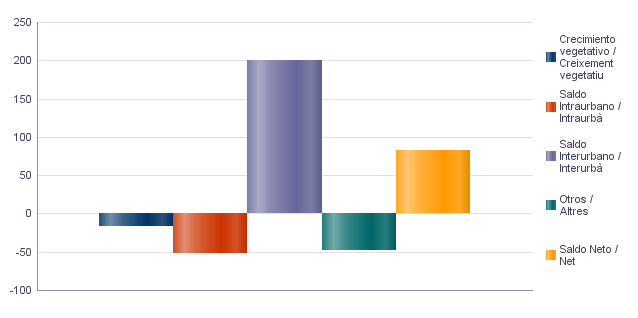 250
200
150
100
50
0
-50
-100
Crecimiento
vegetativo /
Creixement
vegetatiu
Saldo
Intraurbano /
Intraurbà
Saldo
Interurbano /
Interurbà
Otros /
Altres
Saldo Neto /
Net